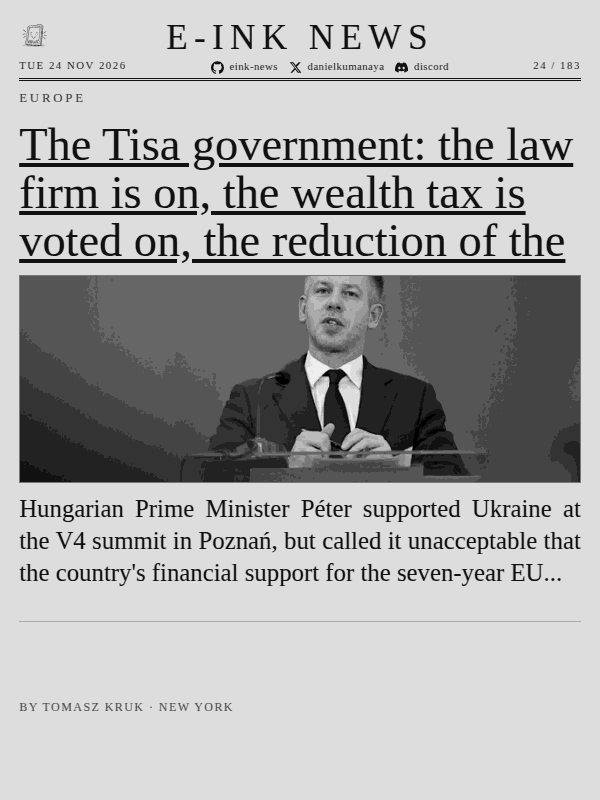 E-INK NEWS
TUE 24 NOV 2026
eink-news danielkumanaya discord
24 / 183
EUROPE
The Tisa government: the law
firm is on, the wealth tax is
voted on, the reduction of the
Hungarian Prime Minister Péter supported Ukraine at
the V4 summit in Poznań, but called it unacceptable that
the country's financial support for the seven-year EU...
BY TOMASZ KRUK · NEW YORK